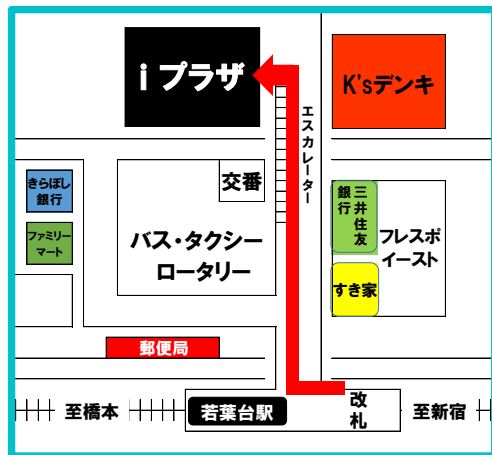 i プラザ
K'sデンキ
エスカレーター
きらぼし
銀行
交番
三井住友
銀行
ファミリー
マート
バス・タクシー
ロータリー
フレスポ
イースト
すき家
郵便局
至橋本
若葉台駅
改札
至新宿